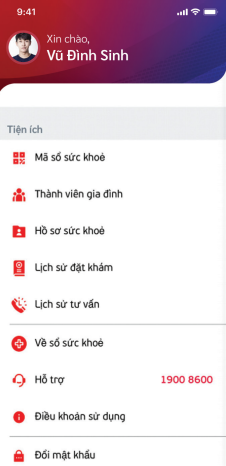 9:41
Xin chào,
Vũ Đình Sinh
Tiện ích
Mã số sức khoẻ
Thành viên gia đình
Hồ sơ sức khoẻ
Lịch sử đặt khám
Lịch sử tư vấn
Về sổ sức khoẻ
Hỗ trợ 1900 8600
Điều khoản sử dụng
Đổi mật khẩu